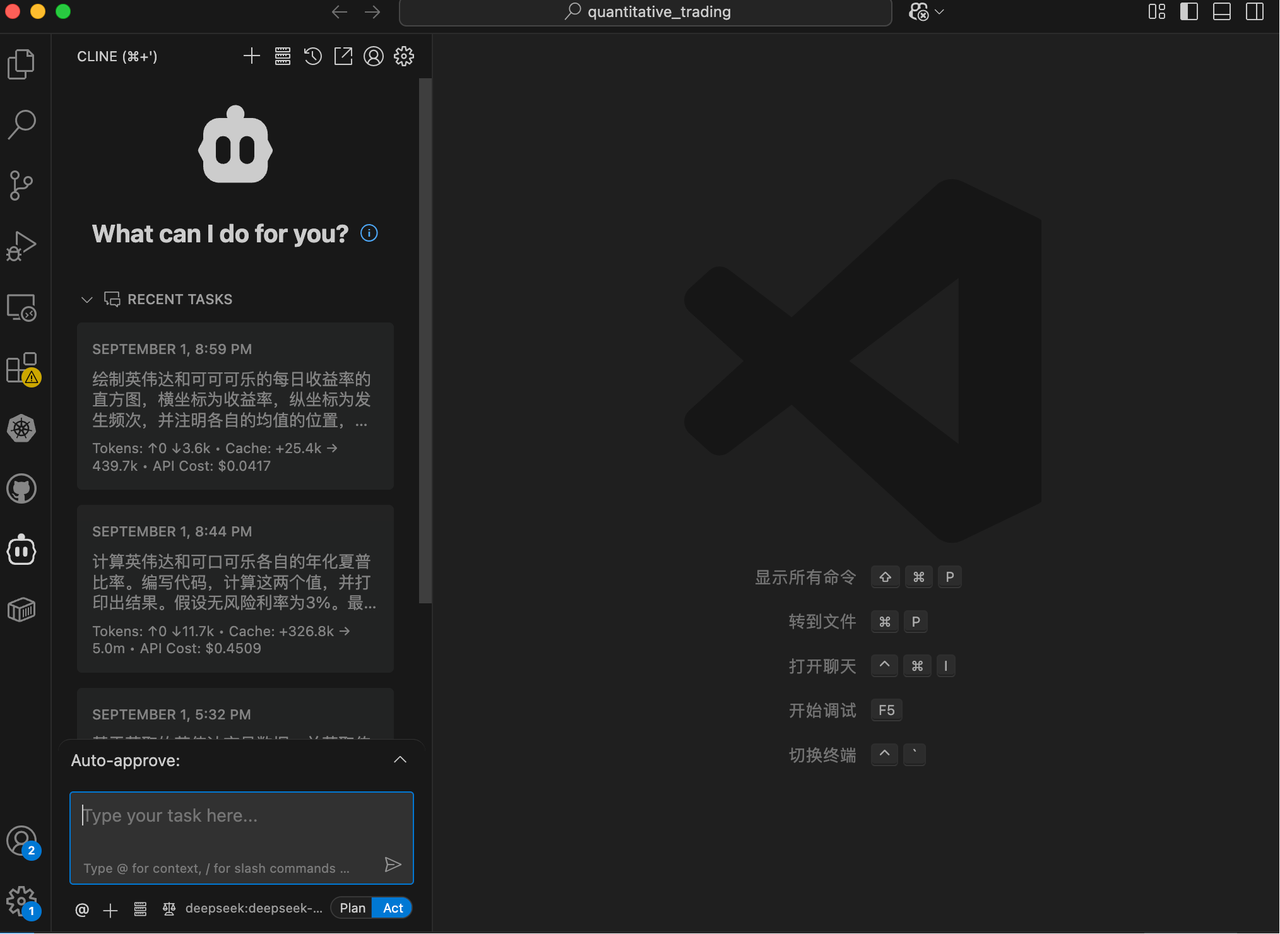 quantitative_trading
CLINE (⌘+')
What can I do for you?
RECENT TASKS
SEPTEMBER 1, 8:59 PM
绘制英伟达和可可可乐的每日收益率的
直方图，横坐标为收益率，纵坐标为发
生频次，并注明各自的均值的位置，...
Tokens: ↑0 ↓3.6k • Cache: +25.4k →
439.7k • API Cost: $0.0417
SEPTEMBER 1, 8:44 PM
计算英伟达和可口可乐各自的年化夏普
比率。编写代码，计算这两个值，并打
印出结果。假设无风险利率为3%。最...
Tokens: ↑0 ↓11.7k • Cache: +326.8k →
5.0m • API Cost: $0.4509
SEPTEMBER 1, 5:32 PM
Auto-approve:
Type your task here...
Type @ for context, / for slash commands ...
@ deepseek:deepseek-... Plan Act
2
1
显示所有命令 ⇧ ⌘ P
转到文件 ⌘ P
打开聊天 ^ ⌘ I
开始调试 F5
切换终端 ^ `